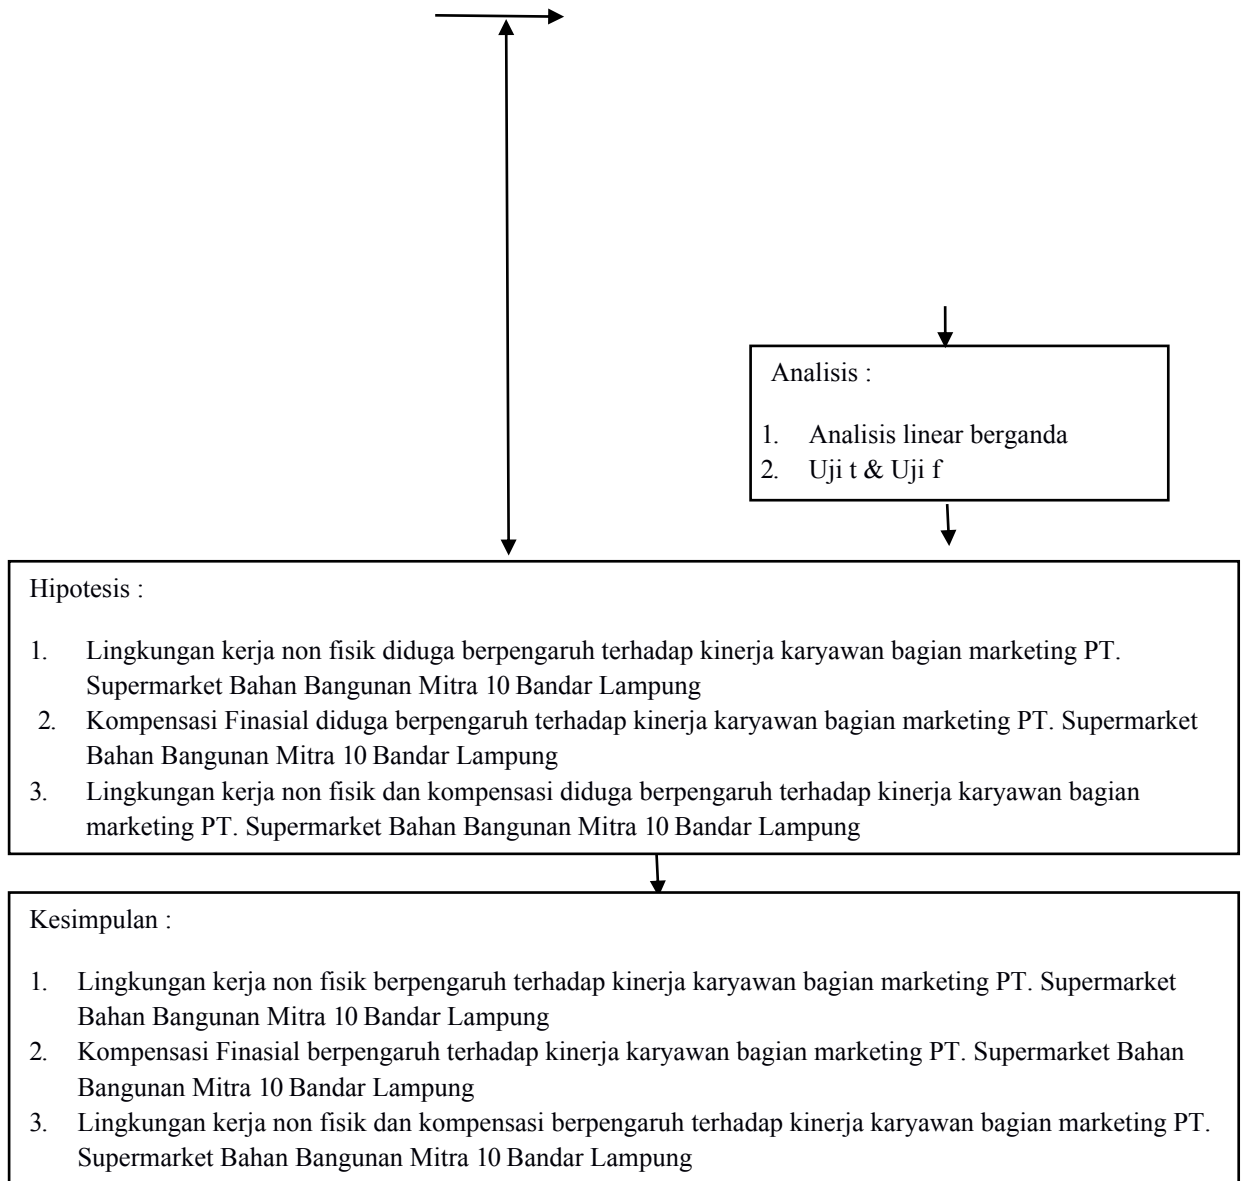 Analisis :
1. Analisis linear berganda
2. Uji t & Uji f
Hipotesis :
1. Lingkungan kerja non fisik diduga berpengaruh terhadap kinerja karyawan bagian marketing PT.
Supermarket Bahan Bangunan Mitra 10 Bandar Lampung
2. Kompensasi Finasial diduga berpengaruh terhadap kinerja karyawan bagian marketing PT. Supermarket
Bahan Bangunan Mitra 10 Bandar Lampung
3. Lingkungan kerja non fisik dan kompensasi diduga berpengaruh terhadap kinerja karyawan bagian
marketing PT. Supermarket Bahan Bangunan Mitra 10 Bandar Lampung
Kesimpulan :
1. Lingkungan kerja non fisik berpengaruh terhadap kinerja karyawan bagian marketing PT. Supermarket
Bahan Bangunan Mitra 10 Bandar Lampung
2. Kompensasi Finasial berpengaruh terhadap kinerja karyawan bagian marketing PT. Supermarket Bahan
Bangunan Mitra 10 Bandar Lampung
3. Lingkungan kerja non fisik dan kompensasi berpengaruh terhadap kinerja karyawan bagian marketing PT.
Supermarket Bahan Bangunan Mitra 10 Bandar Lampung